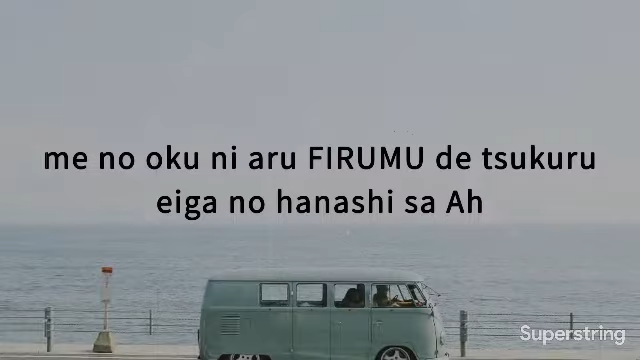 me no oku ni aru FIRUMU de tsukuru
eiga no hanashi sa Ah
Superstring